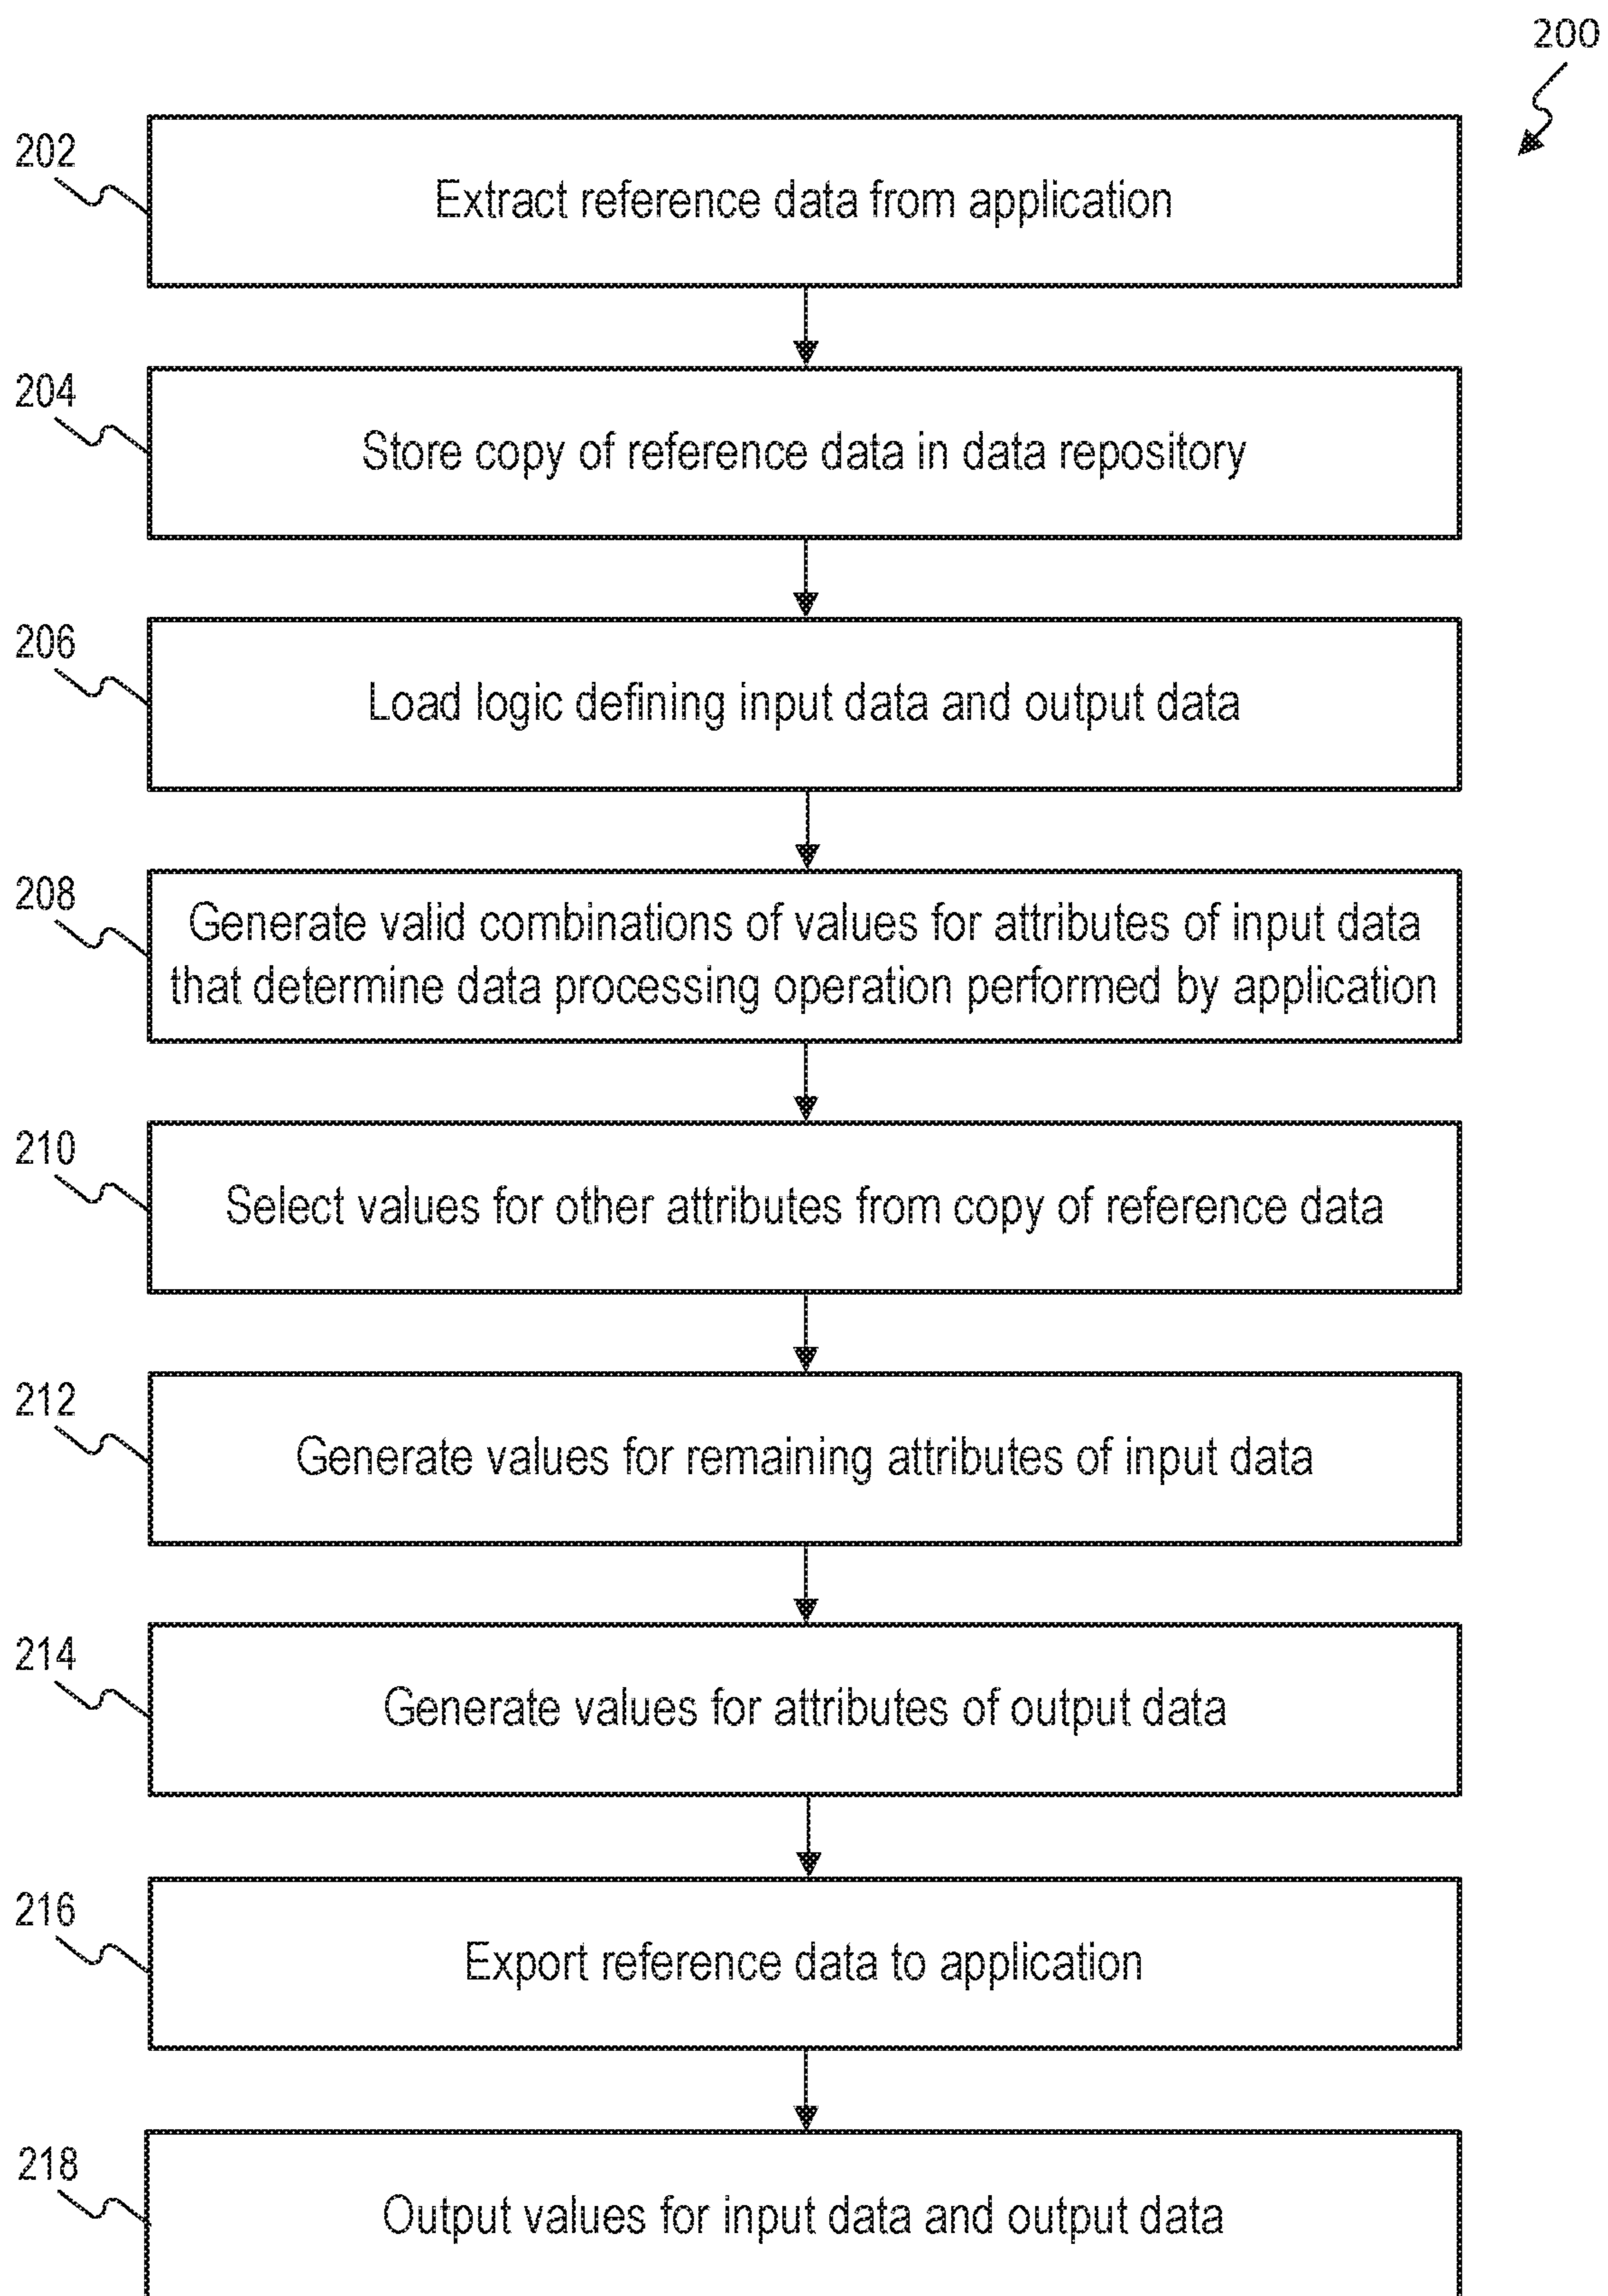 200
202
Extract reference data from application
204
Store copy of reference data in data repository
206
Load logic defining input data and output data
208
Generate valid combinations of values for attributes of input data
that determine data processing operation performed by application
210
Select values for other attributes from copy of reference data
212
Generate values for remaining attributes of input data
214
Generate values for attributes of output data
216
Export reference data to application
218
Output values for input data and output data